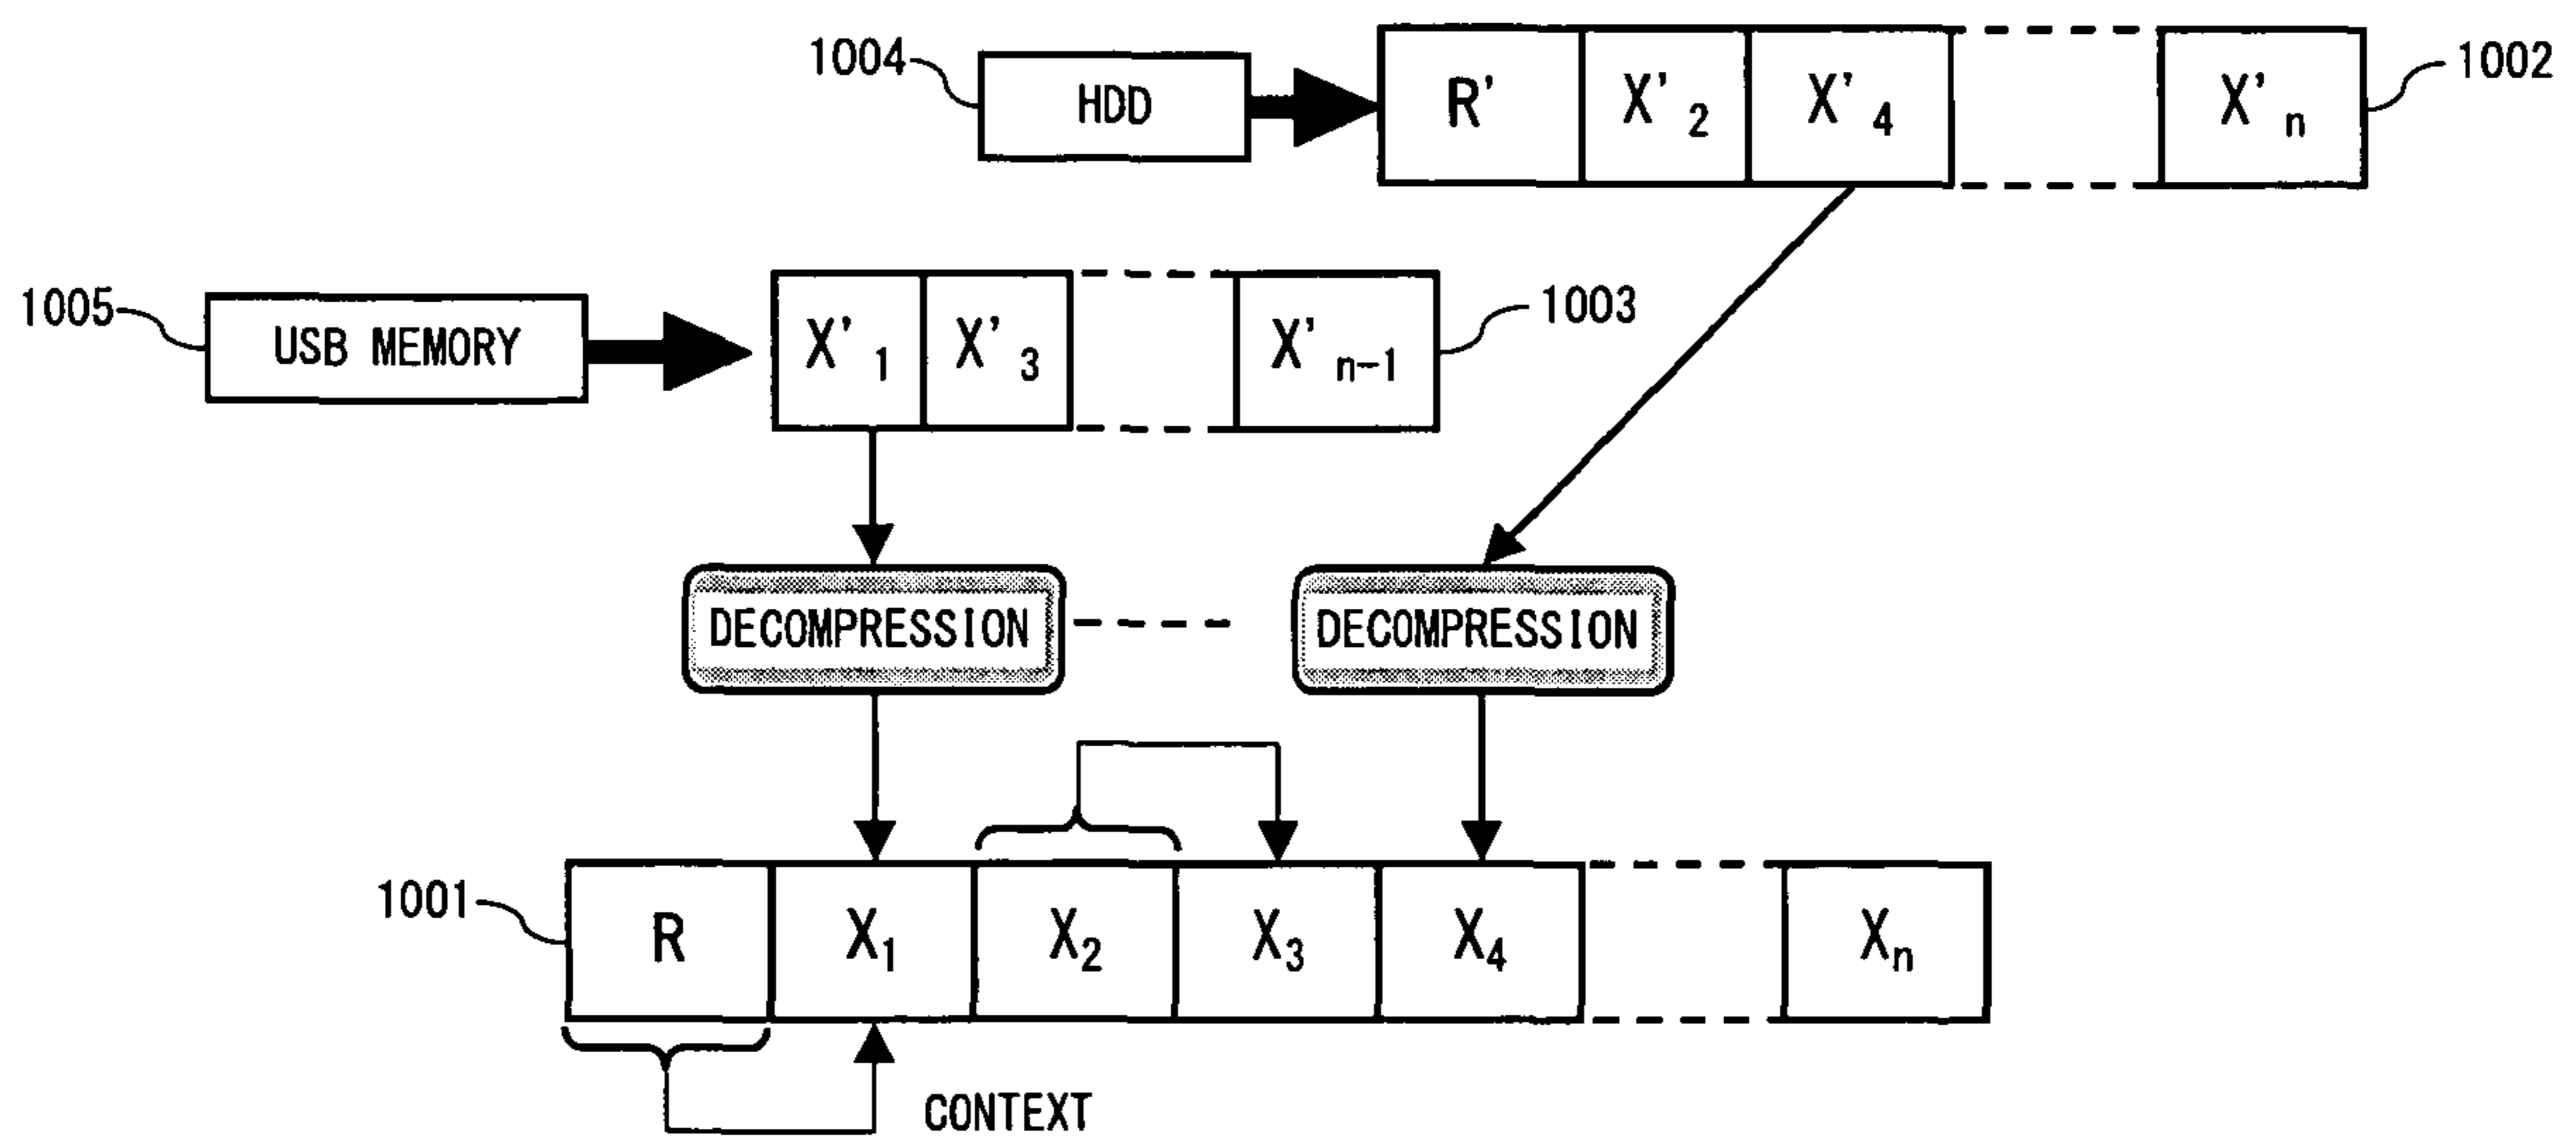 1004
HDD
R' X'2 X'4 X'n
1002
1005
USB MEMORY
X'1 X'3 X'n-1
1003
DECOMPRESSION
DECOMPRESSION
1001
R X1 X2 X3 X4 Xn
CONTEXT